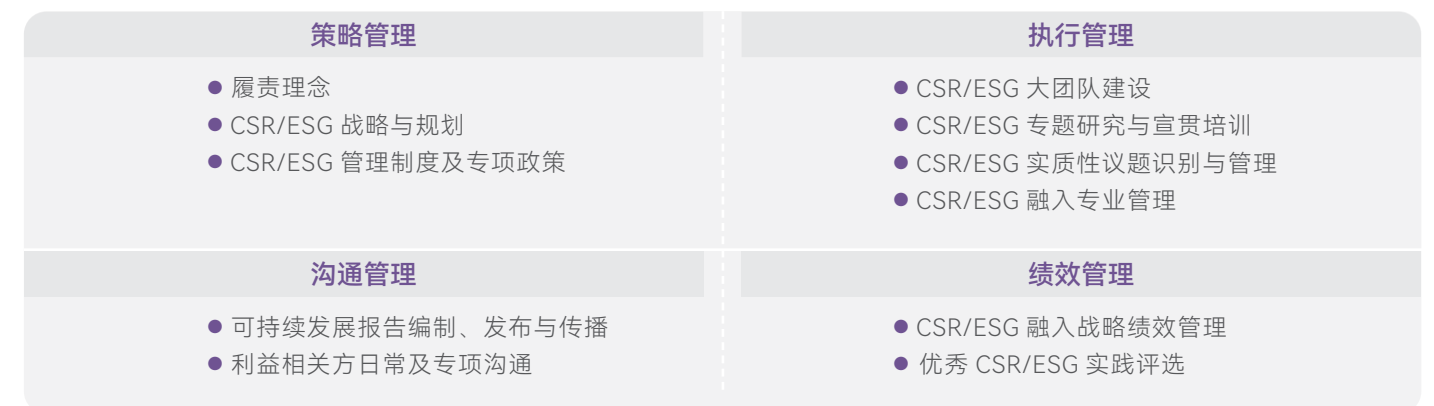 策略管理
履责理念
CSR/ESG 战略与规划
CSR/ESG 管理制度及专项政策
执行管理
CSR/ESG 大团队建设
CSR/ESG 专题研究与宣贯培训
CSR/ESG 实质性议题识别与管理
CSR/ESG 融入专业管理
沟通管理
可持续发展报告编制、发布与传播
利益相关方日常及专项沟通
绩效管理
CSR/ESG 融入战略绩效管理
优秀 CSR/ESG 实践评选